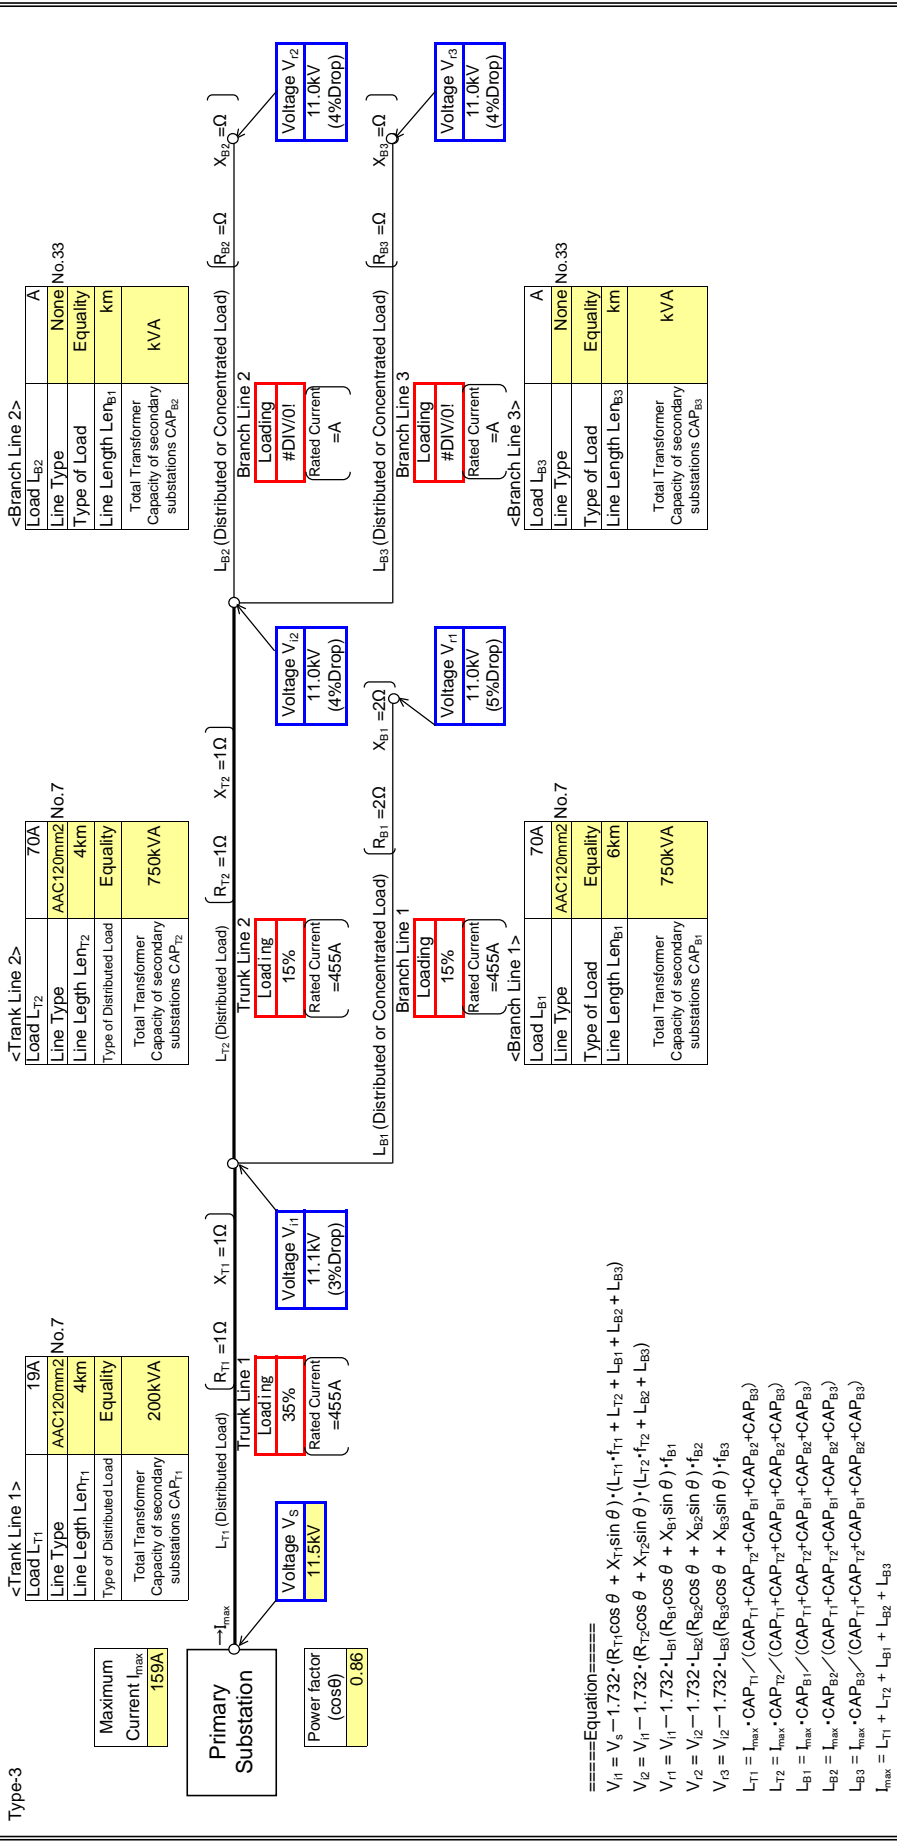 Type-3
Maximum
Current Imax
159A
Primary
Substation
Power factor
(cosθ)
0.86
→Imax
Voltage VS
11.5kV
<Trank Line 1>
Load LT1 19A
Line Type AAC120mm2 No.7
Line Legth LenT1 4km
Type of Distributed Load Equality
Total Transformer
Capacity of secondary
substations CAPT1
200kVA
LT1 (Distributed Load)
RT1 =1Ω XT1 =1Ω
Trunk Line 1
Loading
35%
Rated Current
=455A
Voltage Vi1
11.1kV
(3%Drop)
<Trank Line 2>
Load LT2 70A
Line Type AAC120mm2 No.7
Line Legth LenT2 4km
Type of Distributed Load Equality
Total Transformer
Capacity of secondary
substations CAPT2
750kVA
LT2 (Distributed Load)
RT2 =1Ω XT2 =1Ω
Trunk Line 2
Loading
15%
Rated Current
=455A
Voltage Vi2
11.0kV
(4%Drop)
LB1 (Distributed or Concentrated Load)
RB1 =2Ω XB1 =2Ω
Branch Line 1
Loading
15%
Rated Current
=455A
Voltage Vr1
11.0kV
(5%Drop)
<Branch Line 1>
Load LB1 70A
Line Type AAC120mm2 No.7
Type of Load Equality
Line Length LenB1 6km
Total Transformer
Capacity of secondary
substations CAPB1
750kVA
<Branch Line 2>
Load LB2 A
Line Type None No.33
Type of Load Equality
Line Length LenB1 km
Total Transformer
Capacity of secondary
substations CAPB2
kVA
LB2 (Distributed or Concentrated Load)
RB2 =Ω XB2 =Ω
Branch Line 2
Loading
#DIV/0!
Rated Current
=A
Voltage Vr2
11.0kV
(4%Drop)
LB3 (Distributed or Concentrated Load)
RB3 =Ω XB3 =Ω
Branch Line 3
Loading
#DIV/0!
Rated Current
=A
Voltage Vr3
11.0kV
(4%Drop)
<Branch Line 3>
Load LB3 A
Line Type None No.33
Type of Load Equality
Line Length LenB3 km
Total Transformer
Capacity of secondary
substations CAPB3
kVA
=====Equation=====
Vi1 = Vs－1.732・(RT1cos θ + XT1sin θ)・(LT1・fT1 + LT2 + LB1 + LB2 + LB3)
Vi2 = Vi1－1.732・(RT2cos θ + XT2sin θ)・(LT2・fT2 + LB2 + LB3)
Vr1 = Vi1－1.732・LB1(RB1cos θ + XB1sin θ)・fB1
Vr2 = Vi2－1.732・LB2(RB2cos θ + XB2sin θ)・fB2
Vr3 = Vi2－1.732・LB3(RB3cos θ + XB3sin θ)・fB3
LT1 = Imax・CAPT1／(CAPT1+CAPT2+CAPB1+CAPB2+CAPB3)
LT2 = Imax・CAPT2／(CAPT1+CAPT2+CAPB1+CAPB2+CAPB3)
LB1 = Imax・CAPB1／(CAPT1+CAPT2+CAPB1+CAPB2+CAPB3)
LB2 = Imax・CAPB2／(CAPT1+CAPT2+CAPB1+CAPB2+CAPB3)
LB3 = Imax・CAPB3／(CAPT1+CAPT2+CAPB1+CAPB2+CAPB3)
Imax = LT1 + LT2 + LB1 + LB2 + LB3